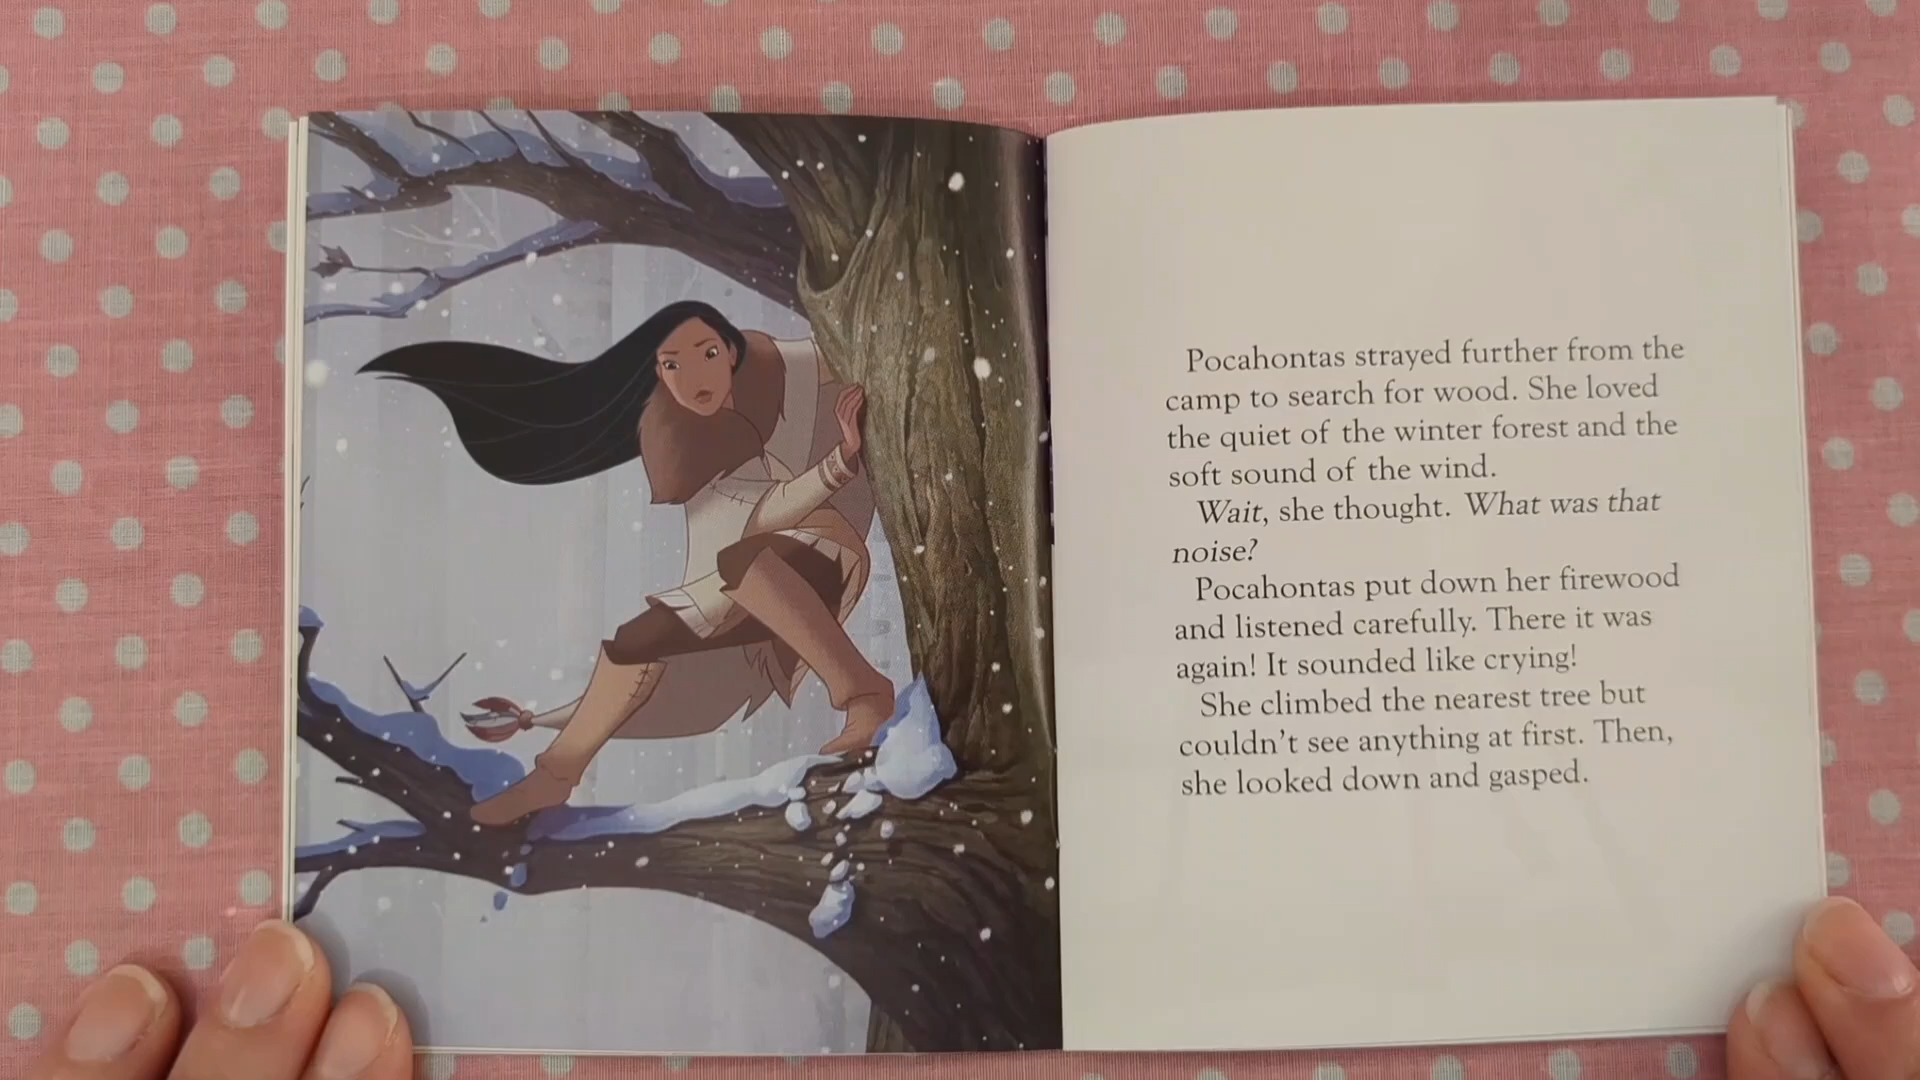 Pocahontas strayed further from the
camp to search for wood. She loved
the quiet of the winter forest and the
soft sound of the wind.
Wait, she thought. What was that
noise?
Pocahontas put down her firewood
and listened carefully. There it was
again! It sounded like crying!
She climbed the nearest tree but
couldn't see anything at first. Then,
she looked down and gasped.